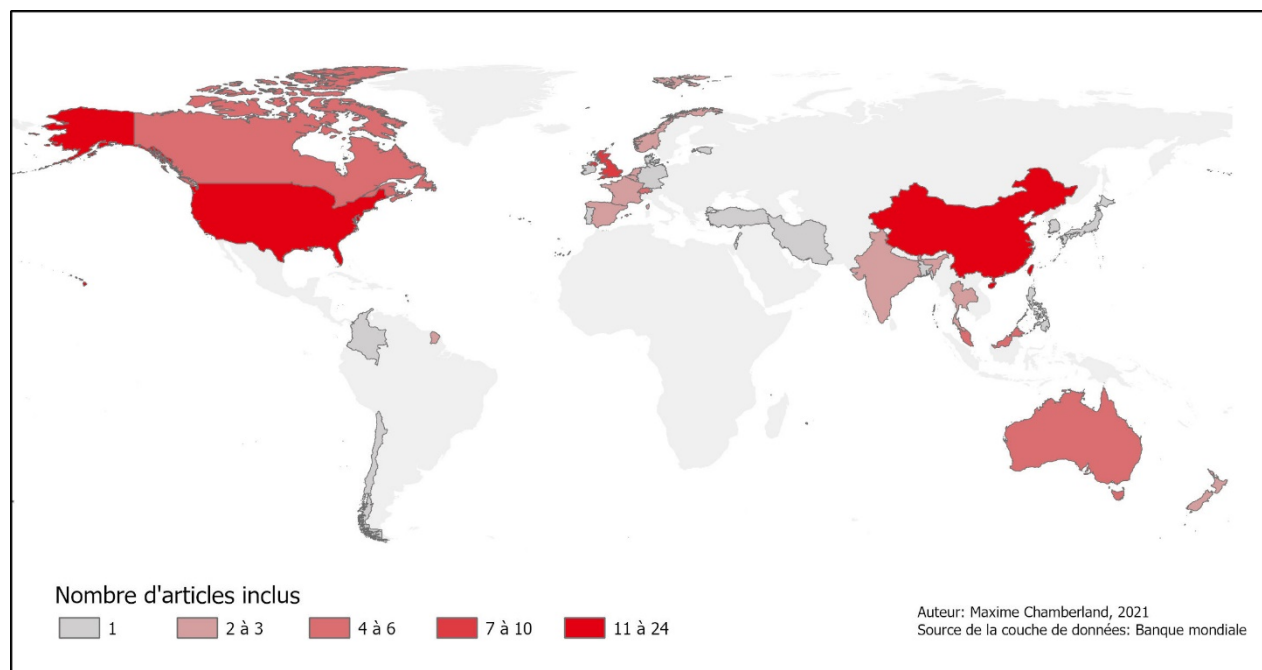 Nombre d'articles inclus
1
2 à 3
4 à 6
7 à 10
11 à 24
Auteur: Maxime Chamberland, 2021
Source de la couche de données: Banque mondiale